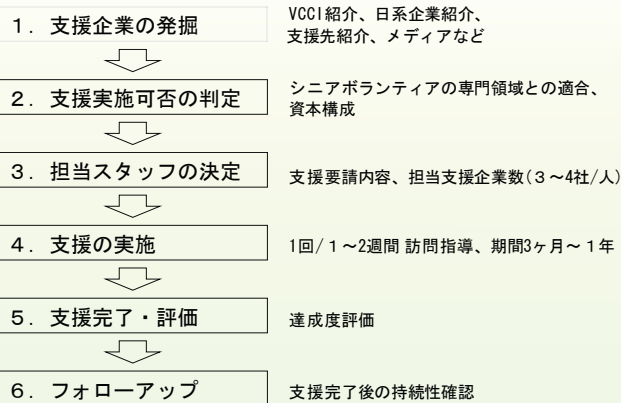 １．支援企業の発掘
VCCI紹介、日系企業紹介、
支援先紹介、メディアなど
２．支援実施可否の判定
シニアボランティアの専門領域との適合、
資本構成
３．担当スタッフの決定
支援要請内容、担当支援企業数(３～4社/人)
４．支援の実施
1回/１～2週間 訪問指導、期間3ヶ月～１年
５．支援完了・評価
達成度評価
６．フォローアップ
支援完了後の持続性確認